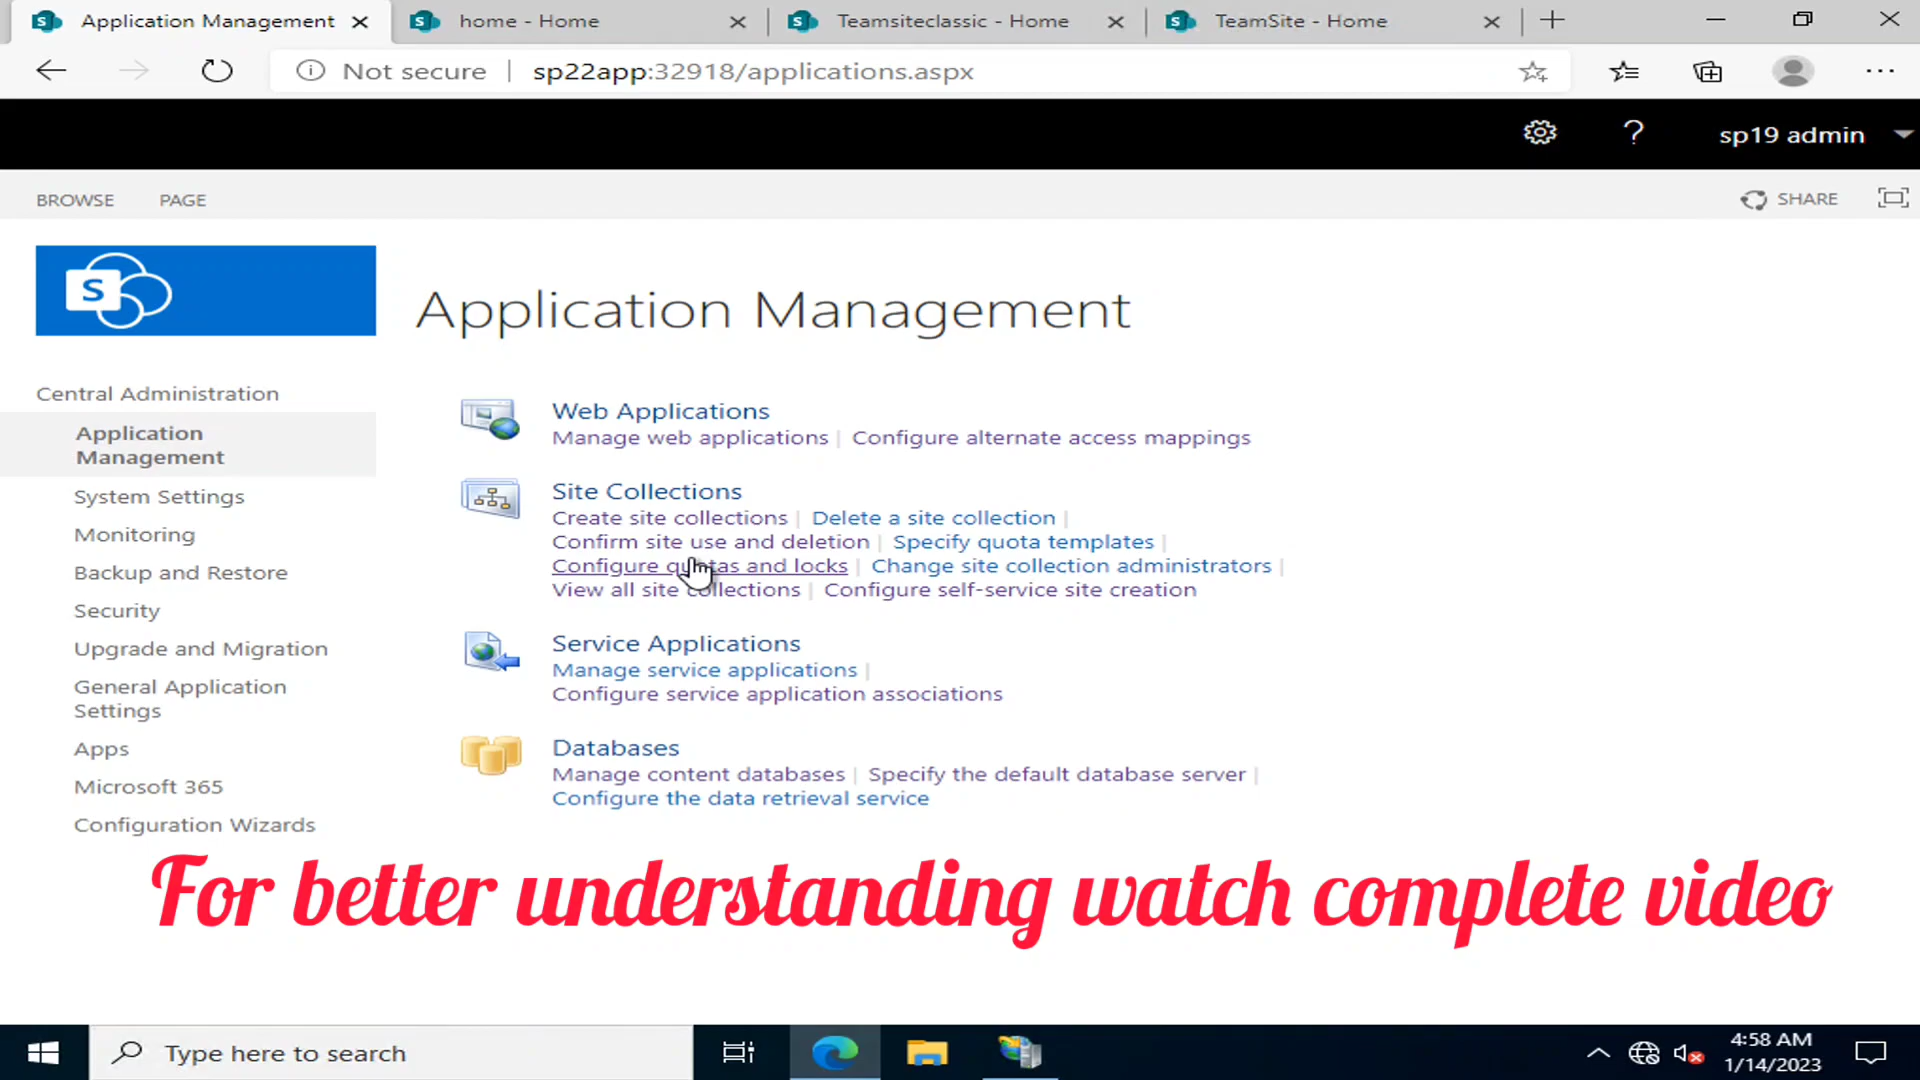 Application Management
home - Home
Teamsiteclassic - Home
TeamSite - Home
Not secure | sp22app:32918/applications.aspx
? sp19 admin
BROWSE PAGE
SHARE
S
Application Management
Central Administration
Application
Management
System Settings
Monitoring
Backup and Restore
Security
Upgrade and Migration
General Application
Settings
Apps
Microsoft 365
Configuration Wizards
Web Applications
Manage web applications | Configure alternate access mappings
Site Collections
Create site collections | Delete a site collection |
Confirm site use and deletion | Specify quota templates |
Configure quotas and locks | Change site collection administrators |
View all site collections | Configure self-service site creation
Service Applications
Manage service applications |
Configure service application associations
Databases
Manage content databases | Specify the default database server |
Configure the data retrieval service
For better understanding watch complete video
Type here to search
4:58 AM
1/14/2023